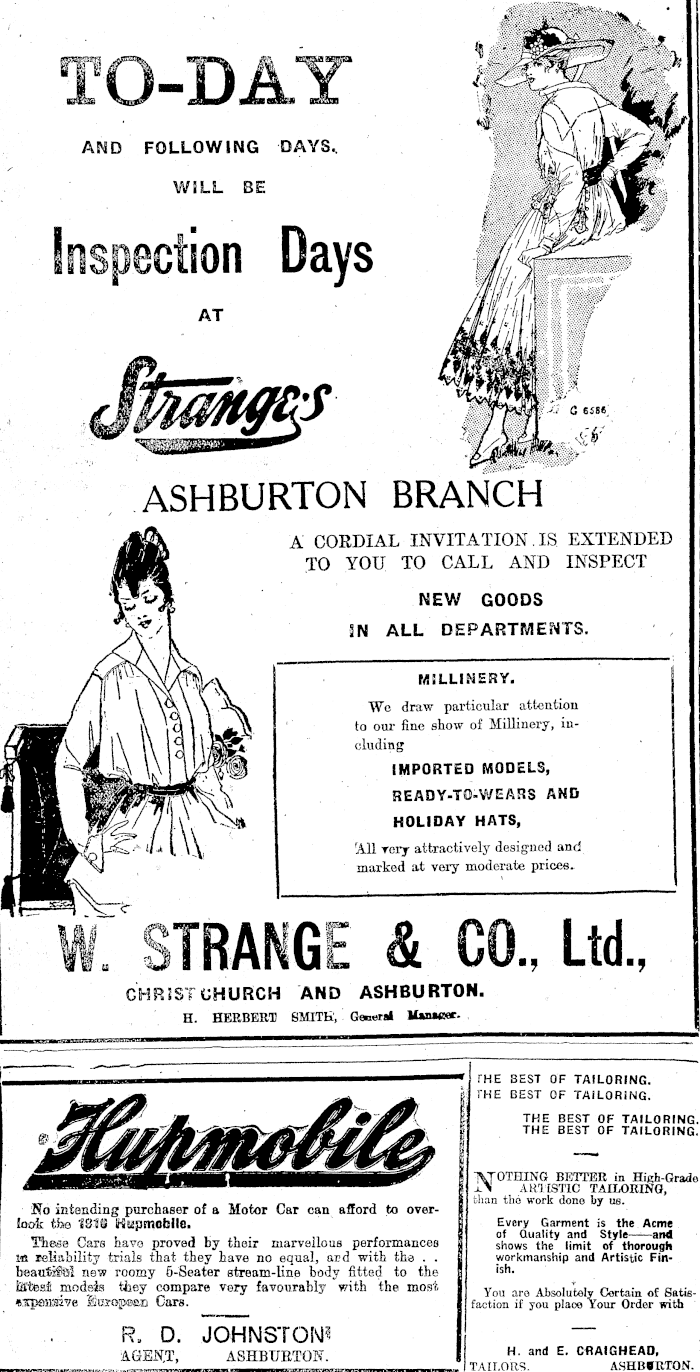 TO-DAY
AND FOLLOWING DAYS.
WILL BE
Inspection Days
AT
Strange's
G 6586
ASHBURTON BRANCH
A CORDIAL INVITATION IS EXTENDED
TO YOU TO CALL AND INSPECT
NEW GOODS
IN ALL DEPARTMENTS.
MILLINERY.
We draw particular attention
to our fine show of Millinery, in-
cluding
IMPORTED MODELS,
READY-TO-WEARS AND
HOLIDAY HATS,
All very attractively designed and
marked at very moderate prices.
W. STRANGE & CO., Ltd.,
CHRISTCHURCH AND ASHBURTON.
H. HERBERT SMITH, General Manager.
Hupmobile
No intending purchaser of a Motor Car can afford to over-
look the 1916 Hupmobile.
These Cars have proved by their marvellous performances
in reliability trials that they have no equal, and with the . .
beautiful new roomy 5-Seater stream-line body fitted to the
latest models they compare very favourably with the most
expensive European Cars.
R. D. JOHNSTON
AGENT, ASHBURTON.
THE BEST OF TAILORING.
THE BEST OF TAILORING.
THE BEST OF TAILORING.
THE BEST OF TAILORING.
NOTHING BETTER in High-Grade
ARTISTIC TAILORING,
than the work done by us.
Every Garment is the Acme
of Quality and Style—and
shows the limit of thorough
workmanship and Artistic Fin-
ish.
You are Absolutely Certain of Satis-
faction if you place Your Order with
H. and E. CRAIGHEAD,
TAILORS. ASHBURTON.